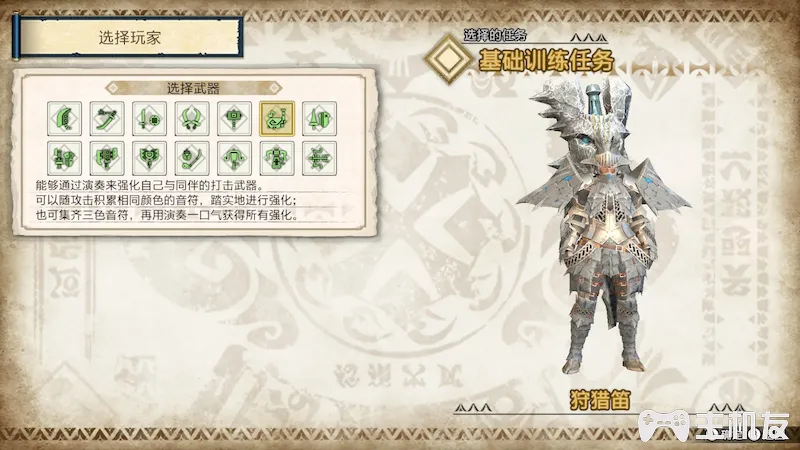 选择玩家
选择的任务
基础训练任务
选择武器
能够通过演奏来强化自己与同伴的打击武器。
可以随攻击积累相同颜色的音符，踏实地进行强化；
也可集齐三色音符，再用演奏一口气获得所有强化。
狩猎笛
主机友